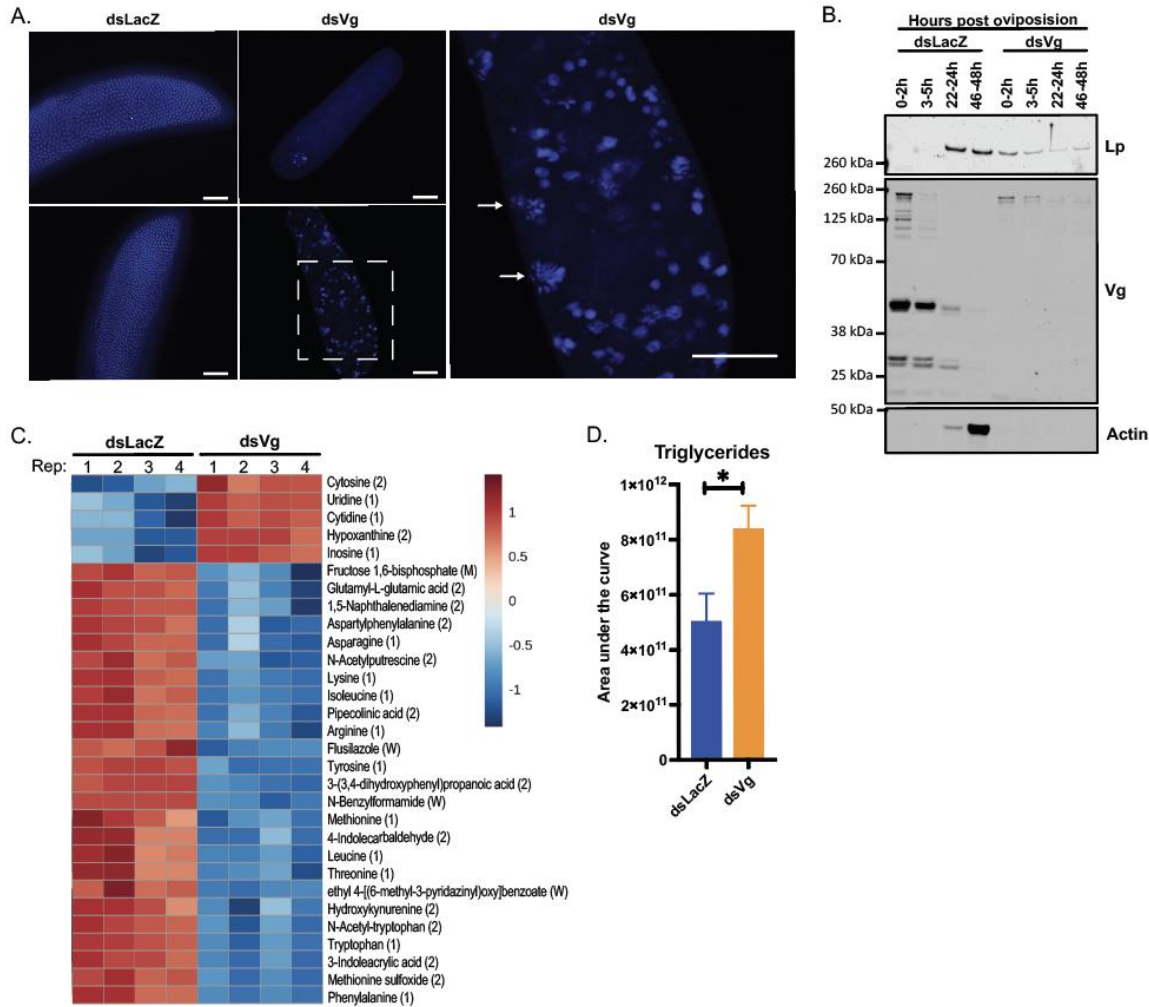 A.
dsLacZ
dsVg
dsVg
B.
Hours post oviposision
dsLacZ
dsVg
0-2h
3-5h
22-24h
46-48h
0-2h
3-5h
22-24h
46-48h
260 kDa
Lp
260 kDa
125 kDa
70 kDa
38 kDa
25 kDa
Vg
50 kDa
Actin
C.
dsLacZ
dsVg
Rep: 1 2 3 4 1 2 3 4
Cytosine (2)
Uridine (1)
Cytidine (1)
Hypoxanthine (2)
Inosine (1)
Fructose 1,6-bisphosphate (M)
Glutamyl-L-glutamic acid (2)
1,5-Naphthalenediamine (2)
Aspartylphenylalanine (2)
Asparagine (1)
N-Acetylputrescine (2)
Lysine (1)
Isoleucine (1)
Pipecolinic acid (2)
Arginine (1)
Flusilazole (W)
Tyrosine (1)
3-(3,4-dihydroxyphenyl)propanoic acid (2)
N-Benzylformamide (W)
Methionine (1)
4-Indolecarbaldehyde (2)
Leucine (1)
Threonine (1)
ethyl 4-[(6-methyl-3-pyridazinyl)oxy]benzoate (W)
Hydroxykynurenine (2)
N-Acetyl-tryptophan (2)
Tryptophan (1)
3-Indoleacrylic acid (2)
Methionine sulfoxide (2)
Phenylalanine (1)
1
0.5
0
-0.5
-1
D.
Triglycerides
*
Area under the curve
1×10¹²
8×10¹¹
6×10¹¹
4×10¹¹
2×10¹¹
0
dsLacZ
dsVg